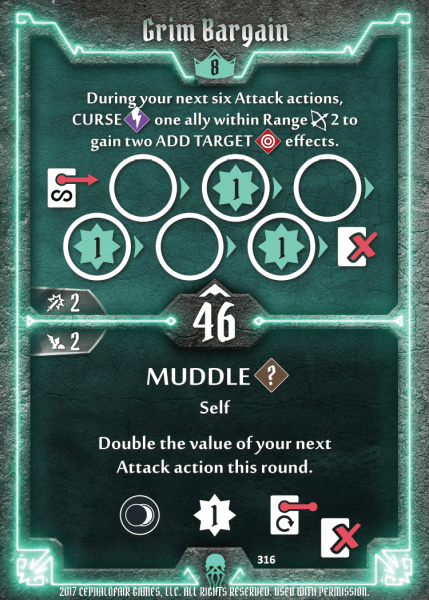 Grim Bargain
8
During your next six Attack actions,
CURSE one ally within Range 2 to
gain two ADD TARGET effects.
1
1 1
2
46
2
MUDDLE ?
Self
Double the value of your next
Attack action this round.
1
316
2017 CEPHALOFAIR GAMES, LLC. ALL RIGHTS RESERVED. USED WITH PERMISSION.